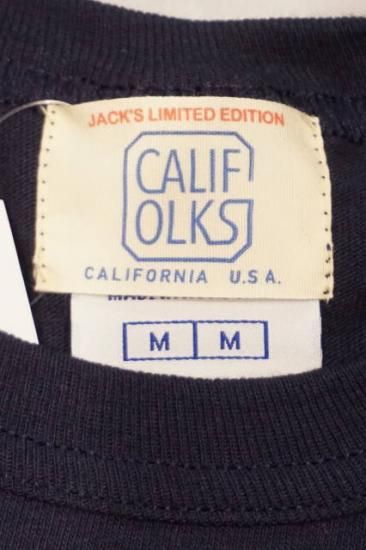 JACK'S LIMITED EDITION
CALIF
OLKS
CALIFORNIA U.S.A.
M M